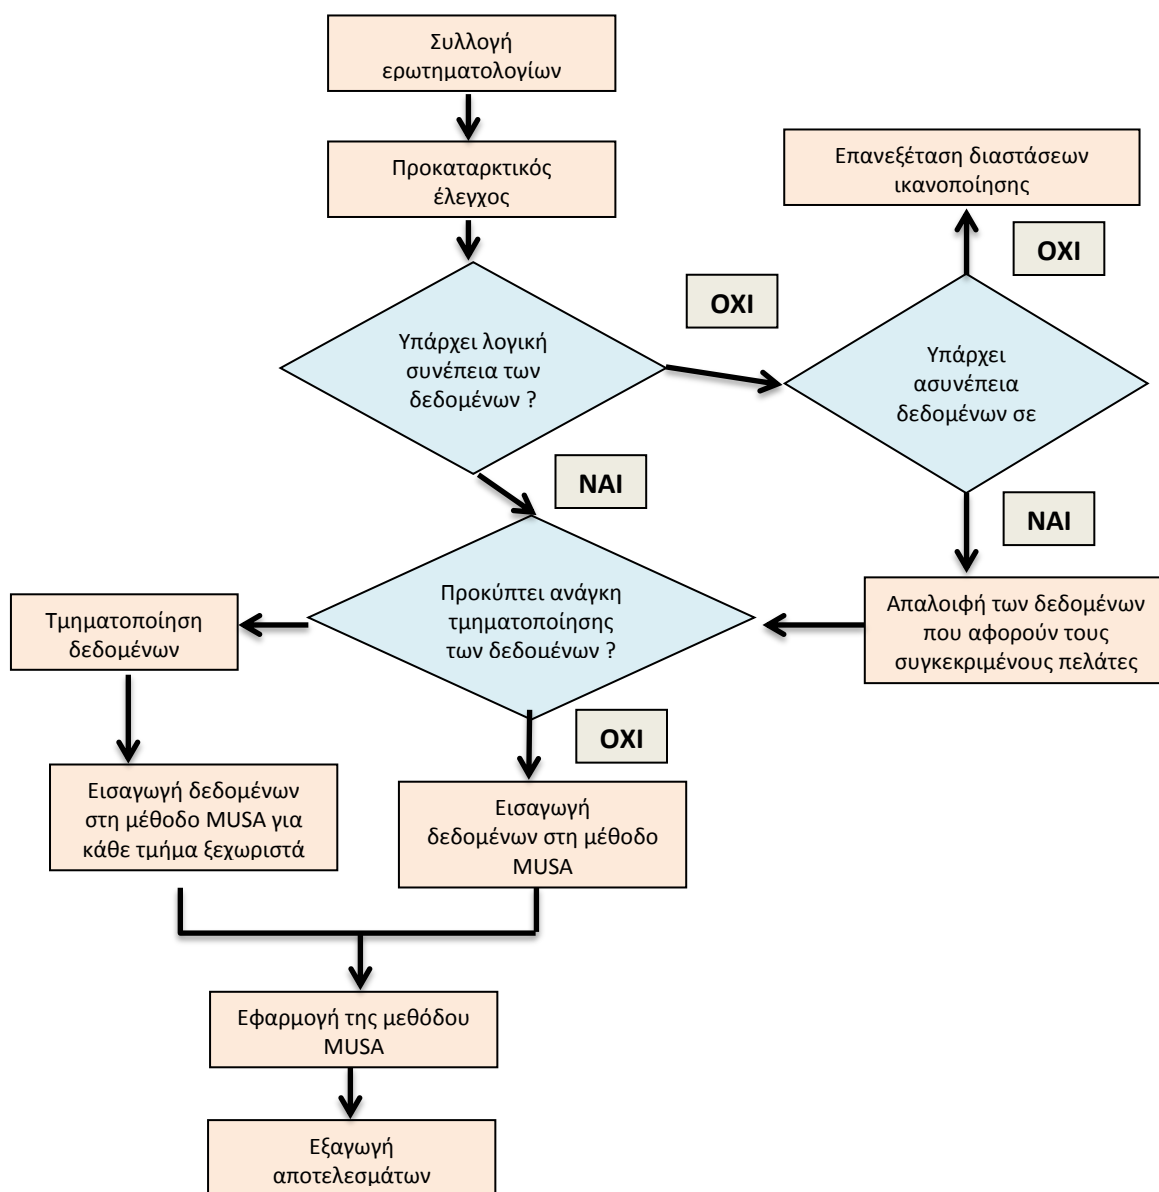 Συλλογή
ερωτηματολογίων
Προκαταρκτικός
έλεγχος
Επανεξέταση διαστάσεων
ικανοποίησης
ΟΧΙ
ΟΧΙ
Υπάρχει λογική
συνέπεια των
δεδομένων ?
Υπάρχει
ασυνέπεια
δεδομένων σε
ΝΑΙ
ΝΑΙ
Προκύπτει ανάγκη
τμηματοποίησης
των δεδομένων ?
Τμηματοποίηση
δεδομένων
Απαλοιφή των δεδομένων
που αφορούν τους
συγκεκριμένους πελάτες
ΟΧΙ
Εισαγωγή δεδομένων
στη μέθοδο MUSA για
κάθε τμήμα ξεχωριστά
Εισαγωγή
δεδομένων στη μέθοδο
MUSA
Εφαρμογή της μεθόδου
MUSA
Εξαγωγή
αποτελεσμάτων